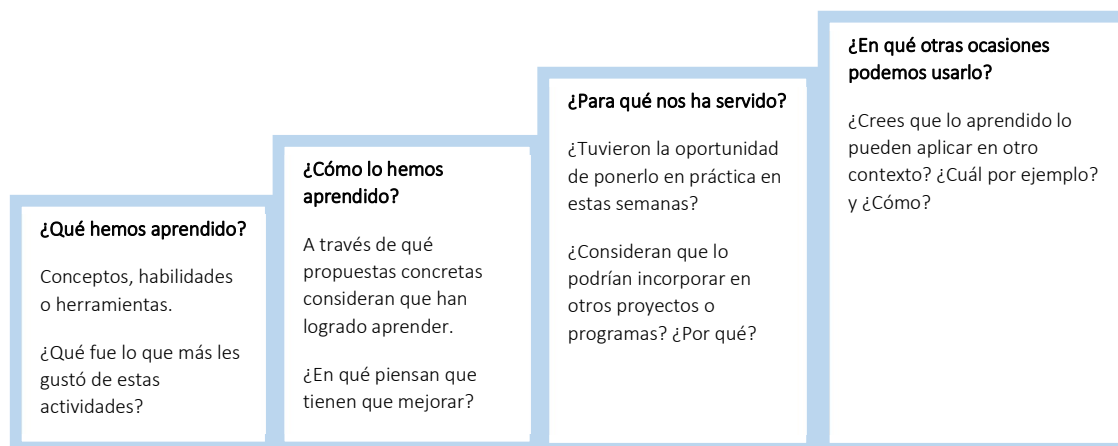 ¿Qué hemos aprendido?
Conceptos, habilidades
o herramientas.
¿Qué fue lo que más les
gustó de estas
actividades?
¿Cómo lo hemos
aprendido?
A través de qué
propuestas concretas
consideran que han
logrado aprender.
¿En qué piensan que
tienen que mejorar?
¿Para qué nos ha servido?
¿Tuvieron la oportunidad
de ponerlo en práctica en
estas semanas?
¿Consideran que lo
podrían incorporar en
otros proyectos o
programas? ¿Por qué?
¿En qué otras ocasiones
podemos usarlo?
¿Crees que lo aprendido lo
pueden aplicar en otro
contexto? ¿Cuál por ejemplo?
y ¿Cómo?